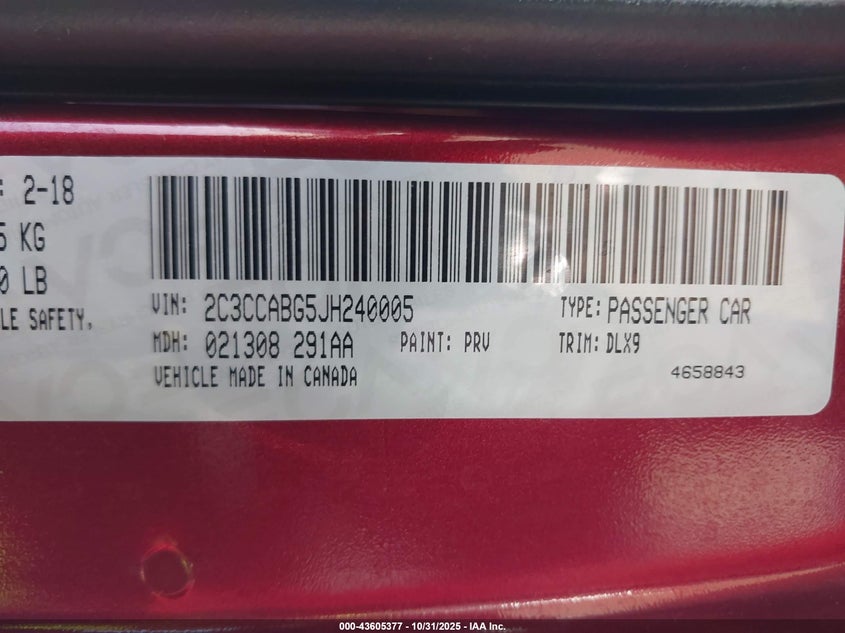 : 2-18
5 KG
0 LB
LE SAFETY,
VIN: 2C3CCABG5JH240005
TYPE: PASSENGER CAR
MDH: 021308 291AA
PAINT: PRV
TRIM: DLX9
VEHICLE MADE IN CANADA
4658843
000-43605377 - 10/31/2025 - IAA Inc.